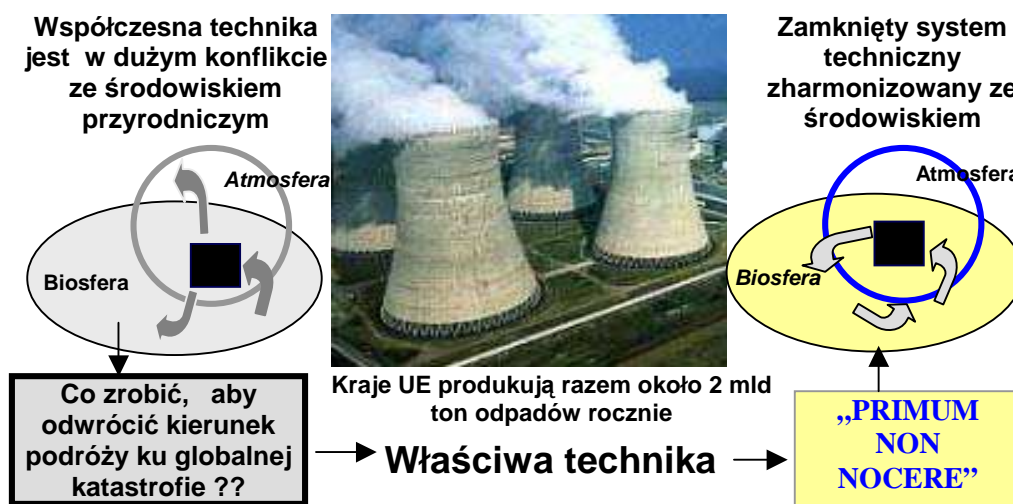 Współczesna technika
jest w dużym konflikcie
ze środowiskiem
przyrodniczym
Atmosfera
Biosfera
Co zrobić, aby
odwrócić kierunek
podróży ku globalnej
katastrofie ??
Kraje UE produkują razem około 2 mld
ton odpadów rocznie
Właściwa technika
Zamknięty system
techniczny
zharmonizowany ze
środowiskiem
Atmosfera
Biosfera
„PRIMUM
NON
NOCERE”